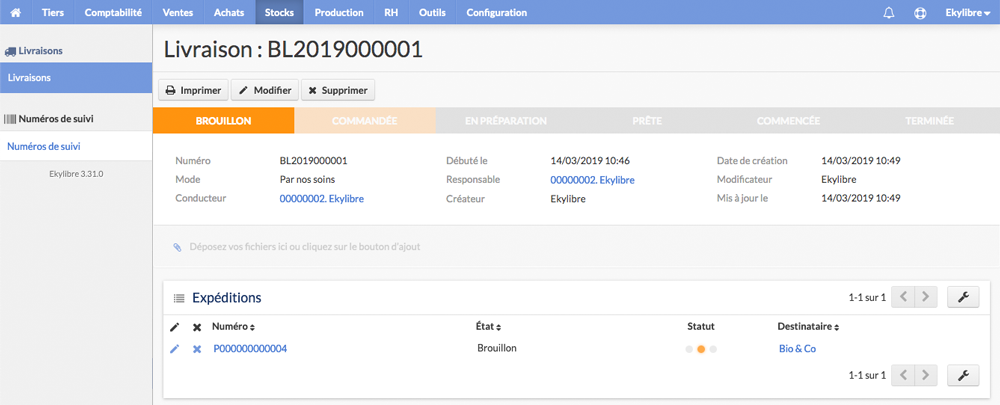 Tiers Comptabilité Ventes Achats Stocks Production RH Outils Configuration Ekylibre
Livraisons
Livraisons
Numéros de suivi
Numéros de suivi
Ekylibre 3.31.0
Livraison : BL2019000001
Imprimer Modifier Supprimer
BROUILLON COMMANDÉE EN PRÉPARATION PRÊTE COMMENCÉE TERMINÉE
Numéro BL2019000001 Débuté le 14/03/2019 10:46 Date de création 14/03/2019 10:49
Mode Par nos soins Responsable 00000002. Ekylibre Modificateur Ekylibre
Conducteur 00000002. Ekylibre Créateur Ekylibre Mis à jour le 14/03/2019 10:49
Déposez vos fichiers ici ou cliquez sur le bouton d'ajout
Expéditions 1-1 sur 1
Numéro État Statut Destinataire
P000000000004 Brouillon Bio & Co
1-1 sur 1